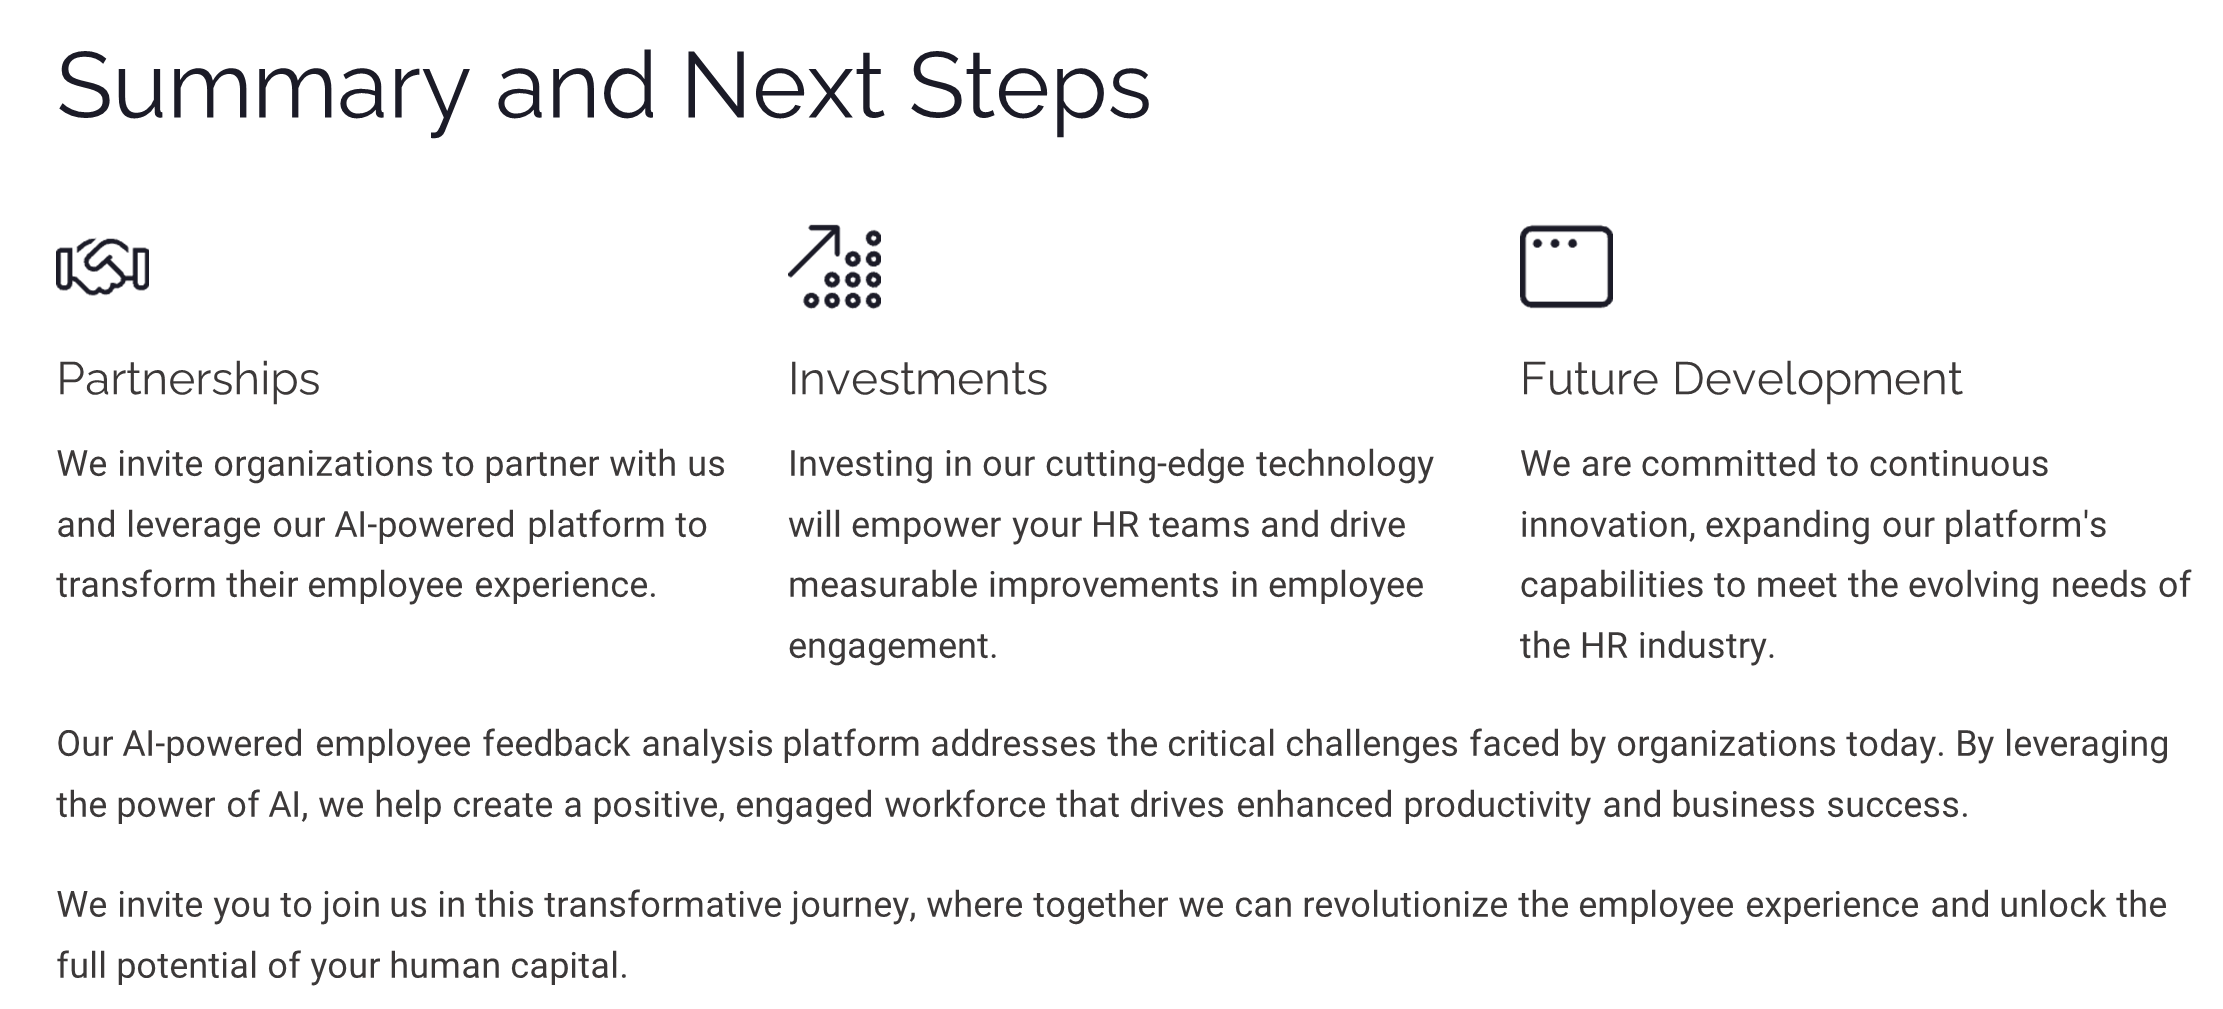 Summary and Next Steps
Partnerships
We invite organizations to partner with us
and leverage our AI-powered platform to
transform their employee experience.
Investments
Investing in our cutting-edge technology
will empower your HR teams and drive
measurable improvements in employee
engagement.
Future Development
We are committed to continuous
innovation, expanding our platform's
capabilities to meet the evolving needs of
the HR industry.
Our AI-powered employee feedback analysis platform addresses the critical challenges faced by organizations today. By leveraging
the power of AI, we help create a positive, engaged workforce that drives enhanced productivity and business success.
We invite you to join us in this transformative journey, where together we can revolutionize the employee experience and unlock the
full potential of your human capital.